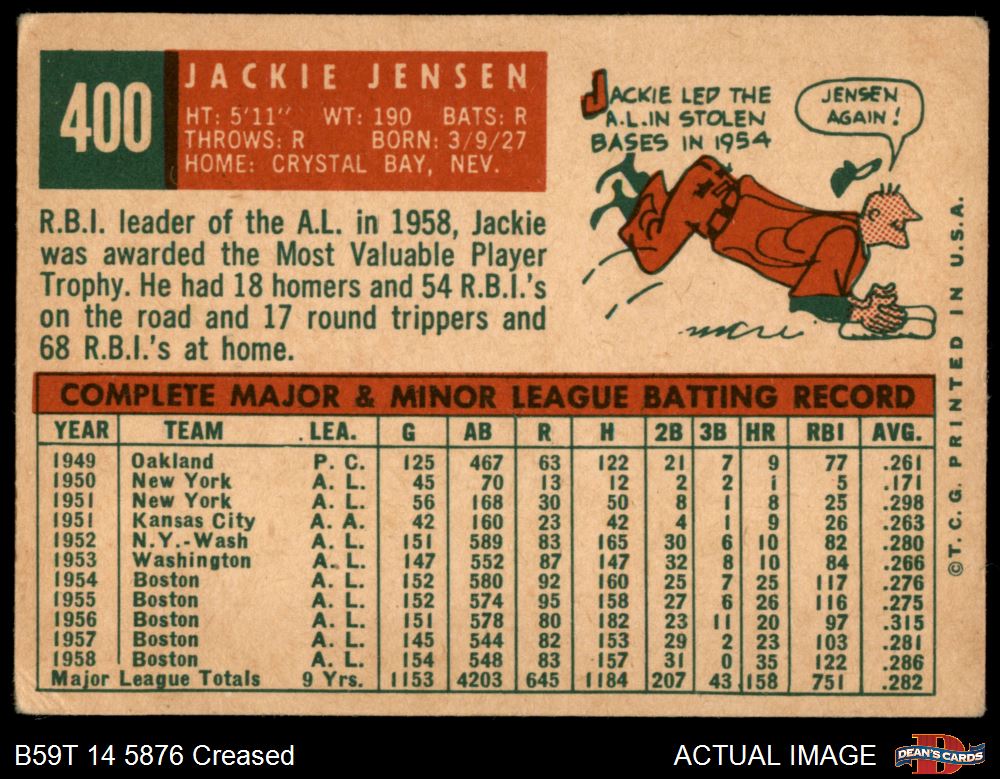 400
JACKIE JENSEN
HT: 5'11" WT: 190 BATS: R
THROWS: R BORN: 3/9/27
HOME: CRYSTAL BAY, NEV.
JACKIE LED THE
A.L. IN STOLEN
BASES IN 1954
JENSEN
AGAIN!
R.B.I. leader of the A.L. in 1958, Jackie
was awarded the Most Valuable Player
Trophy. He had 18 homers and 54 R.B.I.'s
on the road and 17 round trippers and
68 R.B.I.'s at home.
COMPLETE MAJOR & MINOR LEAGUE BATTING RECORD
YEAR TEAM LEA. G AB R H 2B 3B HR RBI AVG.
1949 Oakland P. C. 125 467 63 122 21 7 9 77 .261
1950 New York A. L. 45 70 13 12 2 2 1 5 .171
1951 New York A. L. 56 168 30 50 8 1 8 25 .298
1951 Kansas City A. A. 42 160 23 42 4 1 9 26 .263
1952 N.Y.-Wash A. L. 151 589 83 165 30 6 10 82 .280
1953 Washington A. L. 147 552 87 147 32 8 10 84 .266
1954 Boston A. L. 152 580 92 160 25 7 25 117 .276
1955 Boston A. L. 152 574 95 158 27 6 26 116 .275
1956 Boston A. L. 151 578 80 182 23 11 20 97 .315
1957 Boston A. L. 145 544 82 153 29 2 23 103 .281
1958 Boston A. L. 154 548 83 157 31 0 35 122 .286
Major League Totals 9 Yrs. 1153 4203 645 1184 207 43 158 751 .282
©T. C. G. PRINTED IN U.S.A.
B59T 14 5876 Creased
ACTUAL IMAGE
DEAN'S CARDS